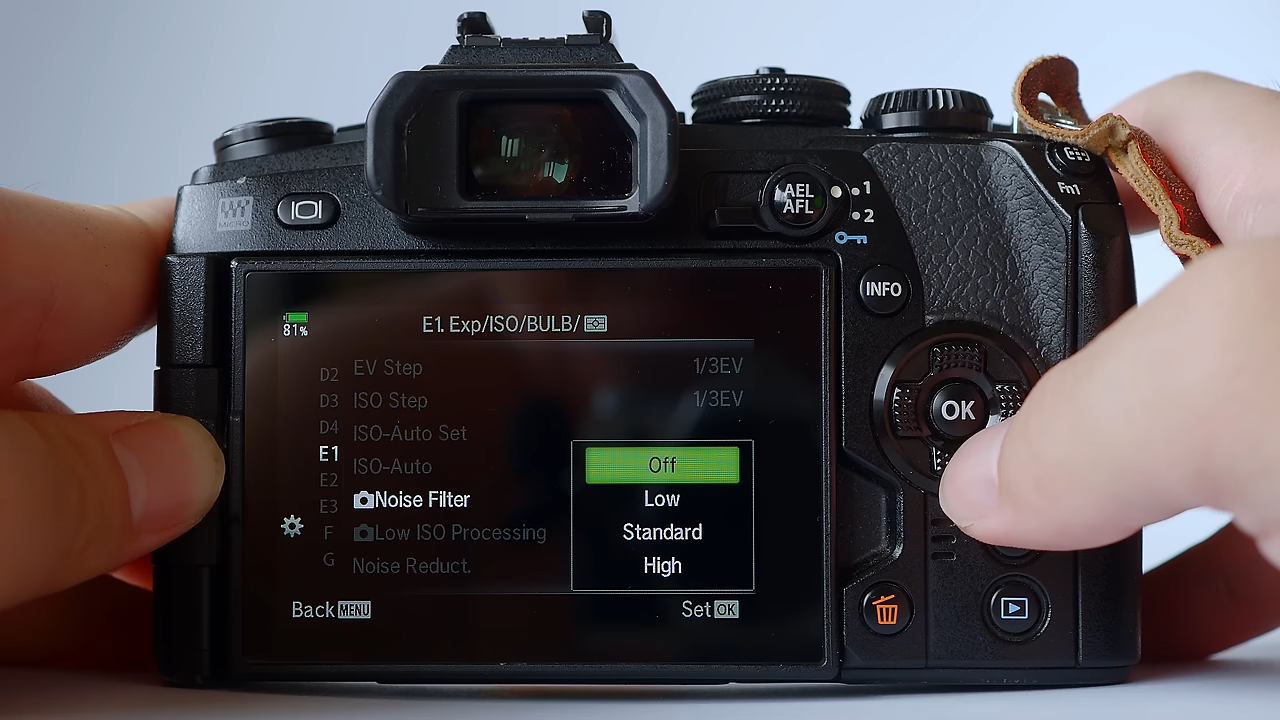 MICRO
AEL
AFL
1
2
Fn1
INFO
81%
E1. Exp/ISO/BULB/
D2
EV Step 1/3EV
D3
ISO Step 1/3EV
D4
ISO-Auto Set
E1
ISO-Auto
Off
E2
Noise Filter
Low
E3
Low ISO Processing
Standard
F
Noise Reduct.
High
G
Back MENU
Set OK
OK